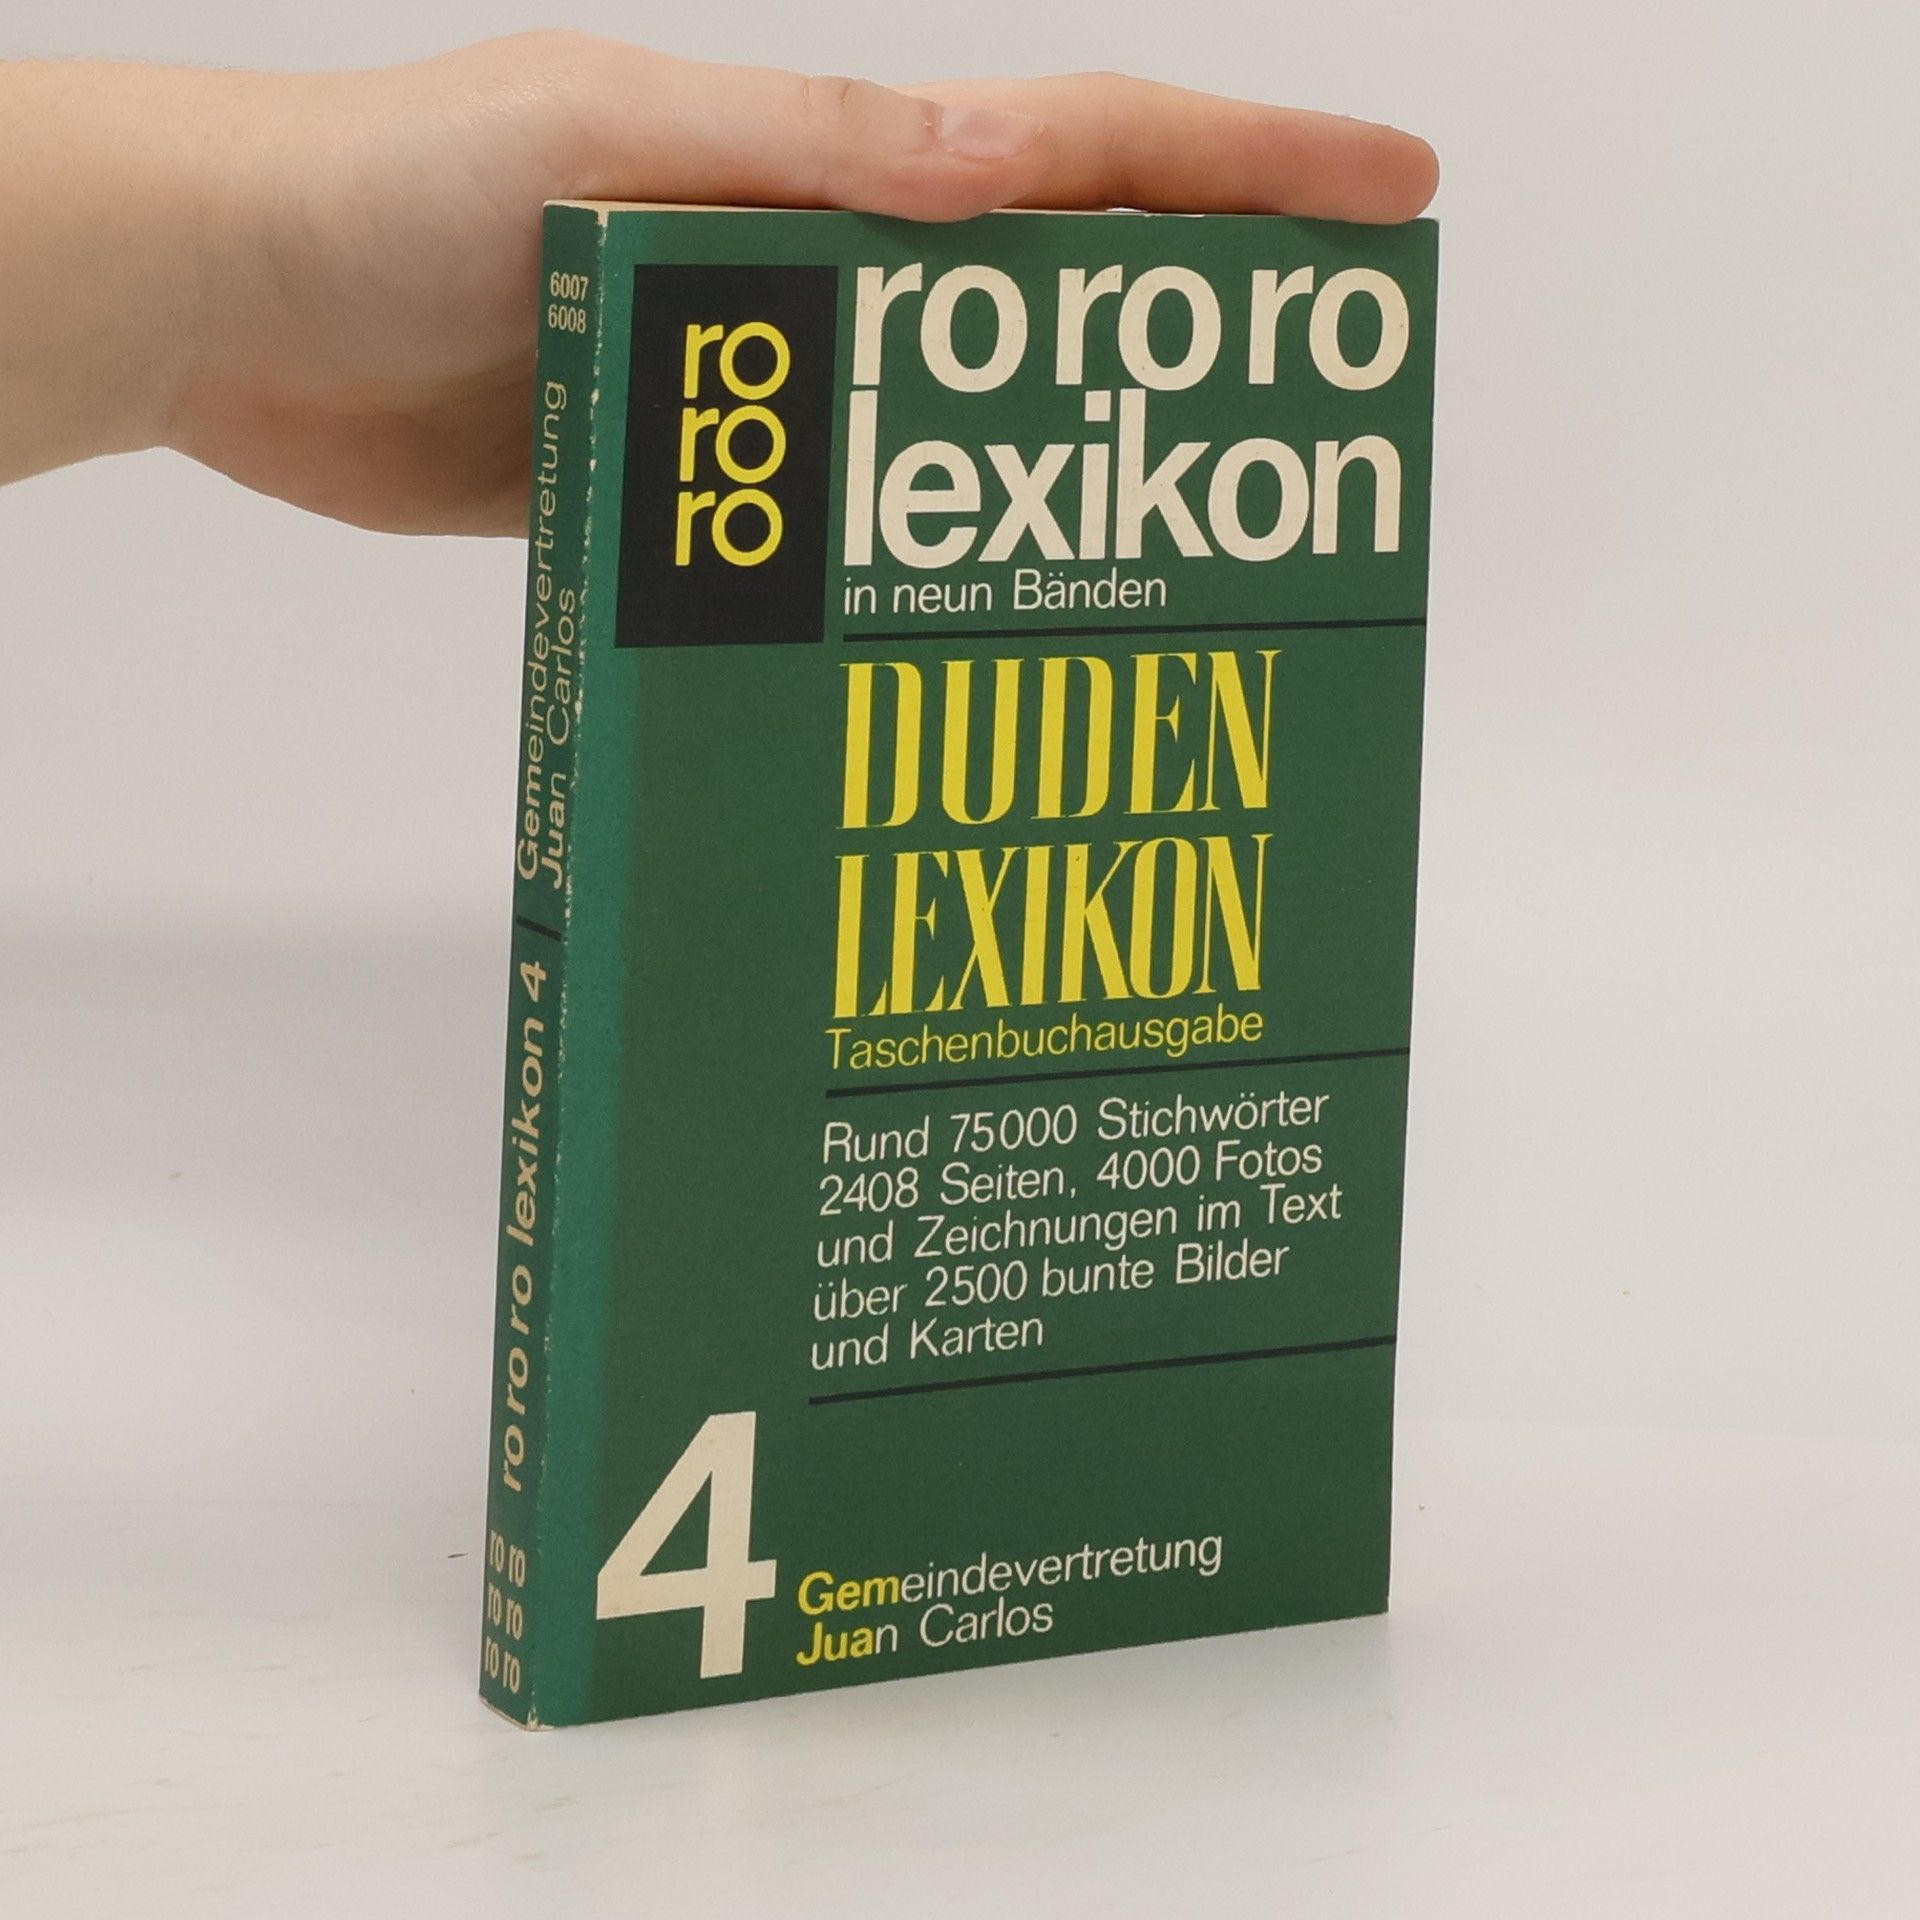 6007
6008
Gemeindevertretung
Juan Carlos
ro ro ro lexikon 4
ro ro
ro ro
ro ro
ro
ro
ro
ro ro ro
lexikon
in neun Bänden
DUDEN
LEXIKON
Taschenbuchausgabe
Rund 75000 Stichwörter
2408 Seiten, 4000 Fotos
und Zeichnungen im Text
über 2500 bunte Bilder
und Karten
4
Gemeindevertretung
Juan Carlos